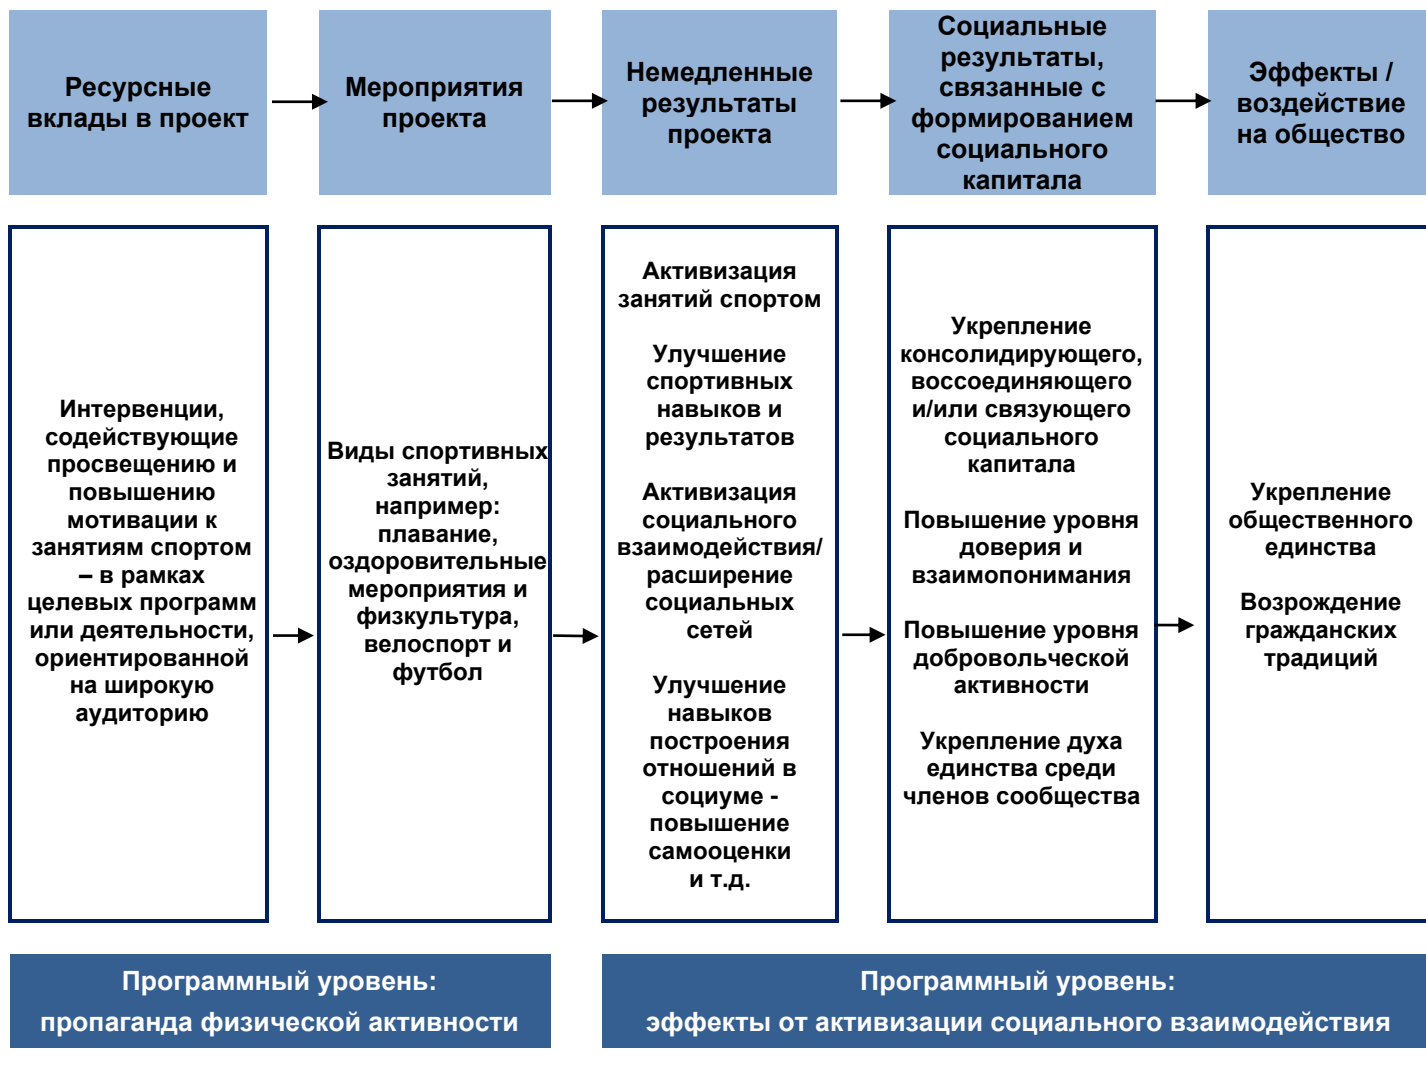 Ресурсные
вклады в проект
Мероприятия
проекта
Немедленные
результаты
проекта
Социальные
результаты,
связанные с
формированием
социального
капитала
Эффекты /
воздействие
на общество
Интервенции,
содействующие
просвещению и
повышению
мотивации к
занятиям спортом
– в рамках
целевых программ
или деятельности,
ориентированной
на широкую
аудиторию
Виды спортивных
занятий,
например:
плавание,
оздоровительные
мероприятия и
физкультура,
велоспорт и
футбол
Активизация
занятий спортом
Улучшение
спортивных
навыков и
результатов
Активизация
социального
взаимодействия/
расширение
социальных
сетей
Улучшение
навыков
построения
отношений в
социуме -
повышение
самооценки
и т.д.
Укрепление
консолидирующего,
воссоединяющего
и/или связующего
социального
капитала
Повышение уровня
доверия и
взаимопонимания
Повышение уровня
добровольческой
активности
Укрепление духа
единства среди
членов сообщества
Укрепление
общественного
единства
Возрождение
гражданских
традиций
Программный уровень:
пропаганда физической активности
Программный уровень:
эффекты от активизации социального взаимодействия